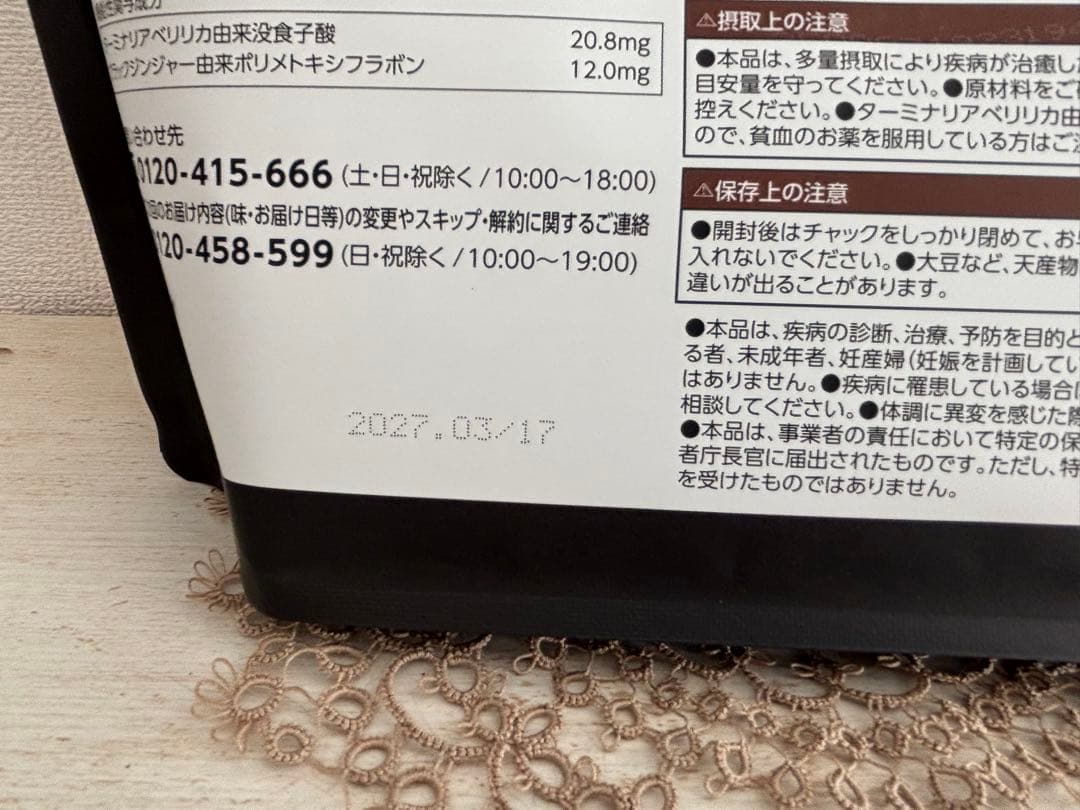 ターミナリアベリリカ由来没食子酸 20.8mg
ブラックジンジャー由来ポリメトキシフラボン 12.0mg
い合わせ先
0120-415-666 (土・日・祝除く/10:00〜18:00)
のお届け内容(味・お届け日等)の変更やスキップ・解約に関するご連絡
120-458-599 (日・祝除く/10:00〜19:00)
2027.03/17
⚠摂取上の注意
●本品は、多量摂取により疾病が治癒し
目安量を守ってください。●原材料をご
控えください。●ターミナリアベリリカ由
ので、貧血のお薬を服用している方はご
⚠保存上の注意
●開封後はチャックをしっかり閉めて、お
入れないでください。●大豆など、天産物
違いが出ることがあります。
●本品は、疾病の診断、治療、予防を目的と
る者、未成年者、妊産婦(妊娠を計画してい
はありません。●疾病に罹患している場合
相談してください。●体調に異変を感じた際
●本品は、事業者の責任において特定の保
者庁長官に届出されたものです。ただし、特
を受けたものではありません。